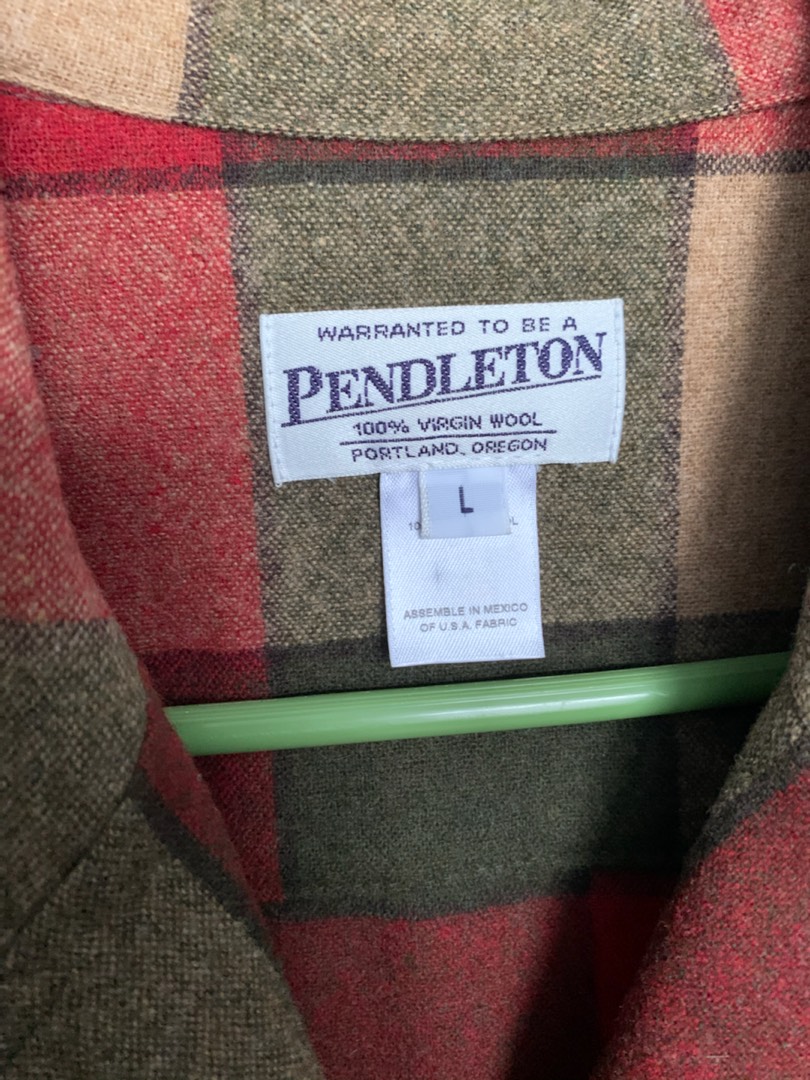 WARRANTED TO BE A
PENDLETON
100% VIRGIN WOOL
PORTLAND, OREGON
L
ASSEMBLE IN MEXICO
OF U.S.A. FABRIC